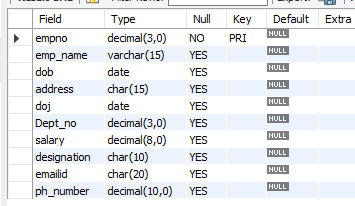 Field Type Null Key Default Extra
empno decimal(3,0) NO PRI NULL
emp_name varchar(15) YES NULL
dob date YES NULL
address char(15) YES NULL
doj date YES NULL
Dept_no decimal(3,0) YES NULL
salary decimal(8,0) YES NULL
designation char(10) YES NULL
emailid char(20) YES NULL
ph_number decimal(10,0) YES NULL